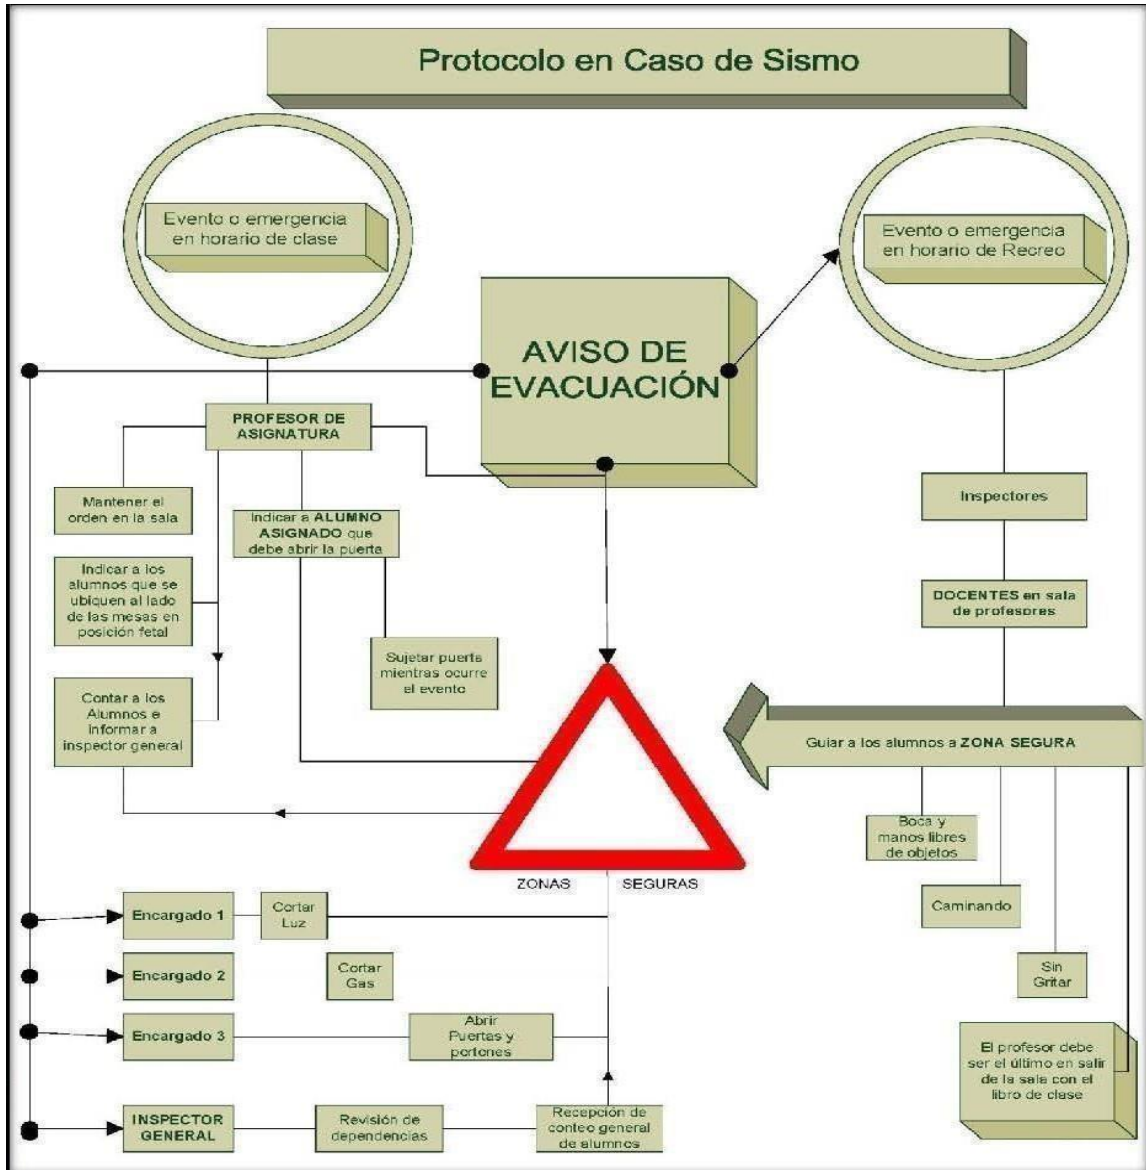 Protocolo en Caso de Sismo
Evento o emergencia
en horario de clase
Evento o emergencia
en horario de Recreo
AVISO DE
EVACUACIÓN
PROFESOR DE
ASIGNATURA
Mantener el
orden en la sala
Indicar a ALUMNO
ASIGNADO que
debe abrir la puerta
Inspectores
Indicar a los
alumnos que se
ubiquen al lado
de las mesas en
posición fetal
DOCENTES en sala
de profesores
Sujetar puerta
mientras ocurre
el evento
Contar a los
Alumnos e
informar a
inspector general
Guiar a los alumnos a ZONA SEGURA
Boca y
manos libres
de objetos
ZONAS SEGURAS
Caminando
Encargado 1
Cortar
Luz
Encargado 2
Cortar
Gas
Sin
Gritar
Encargado 3
Abrir
Puertas y
portones
El profesor debe
ser el último en salir
de la sala con el
libro de clase
INSPECTOR
GENERAL
Revisión de
dependencias
Recepción de
conteo general
de alumnos